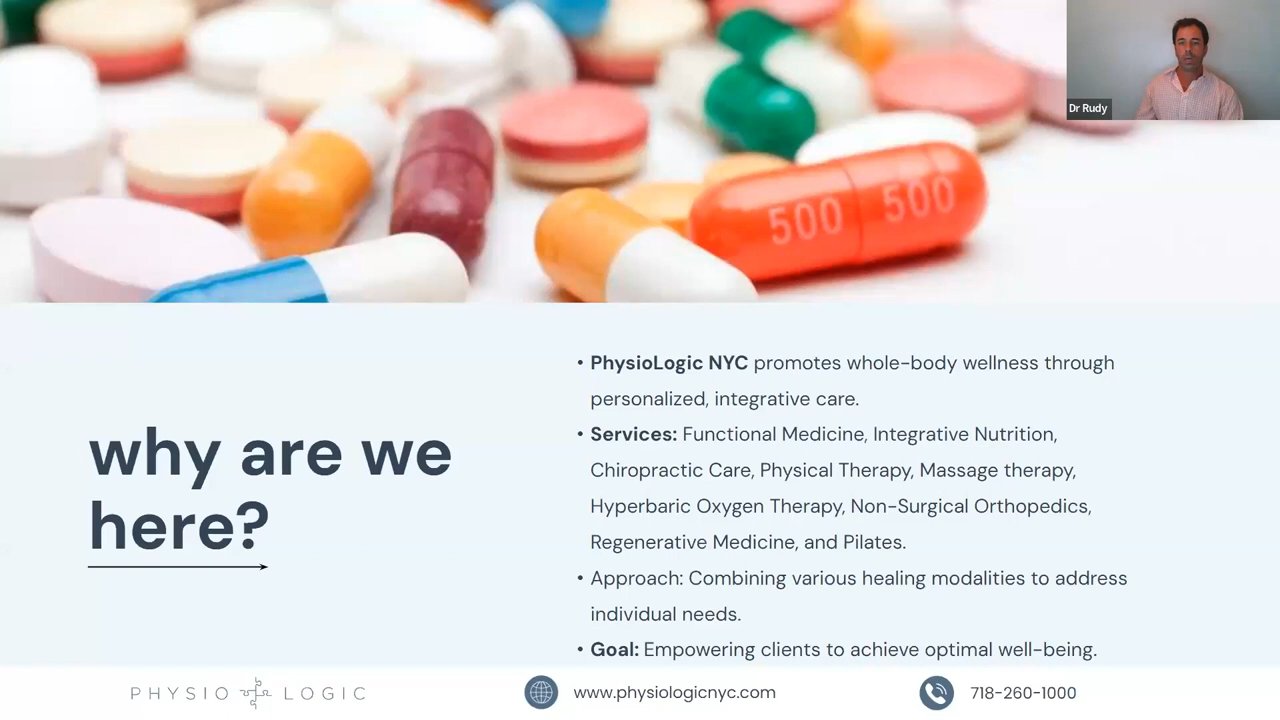 Dr Rudy
500 500
why are we
here?
• PhysioLogic NYC promotes whole-body wellness through
personalized, integrative care.
• Services: Functional Medicine, Integrative Nutrition,
Chiropractic Care, Physical Therapy, Massage therapy,
Hyperbaric Oxygen Therapy, Non-Surgical Orthopedics,
Regenerative Medicine, and Pilates.
• Approach: Combining various healing modalities to address
individual needs.
• Goal: Empowering clients to achieve optimal well-being.
PHYSIO LOGIC
www.physiologicnyc.com
718-260-1000